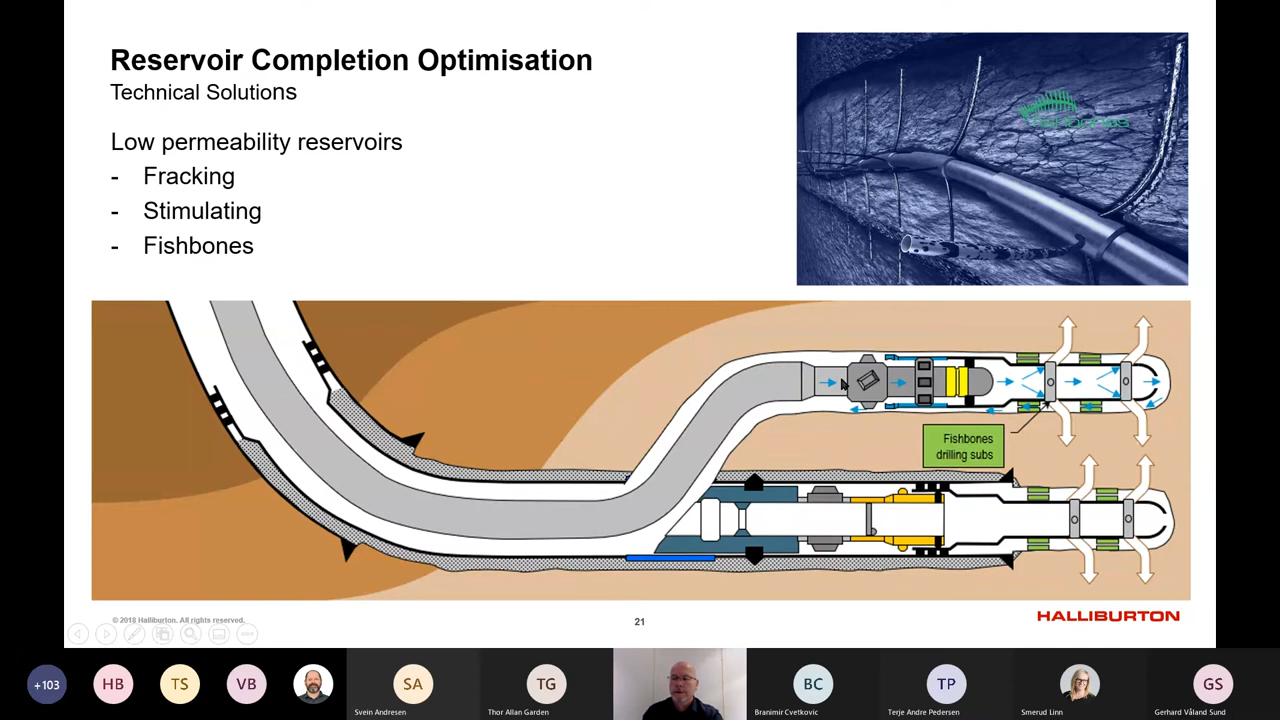 Reservoir Completion Optimisation
Technical Solutions
Low permeability reservoirs
- Fracking
- Stimulating
- Fishbones
Fishbones
Fishbones
drilling subs
© 2018 Halliburton. All rights reserved.
21
HALLIBURTON
+103
HB
TS
VB
SA
Svein Andresen
TG
Thor Allan Garden
BC
Branimir Cvetkovic
TP
Terje Andre Pedersen
Smerud Linn
GS
Gerhard Våland Sund